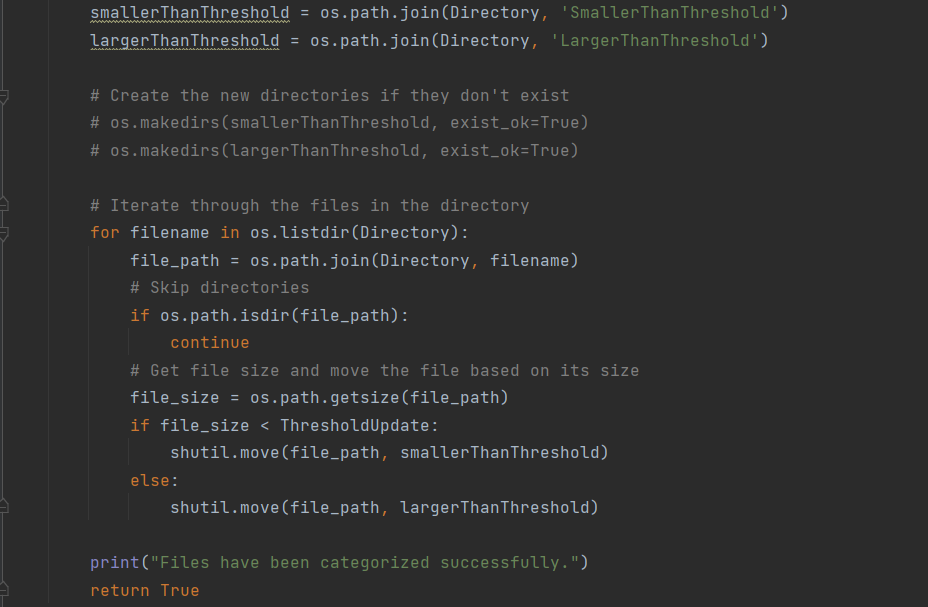 smallerThanThreshold = os.path.join(Directory, 'SmallerThanThreshold')
largerThanThreshold = os.path.join(Directory, 'LargerThanThreshold')
# Create the new directories if they don't exist
# os.makedirs(smallerThanThreshold, exist_ok=True)
# os.makedirs(largerThanThreshold, exist_ok=True)
# Iterate through the files in the directory
for filename in os.listdir(Directory):
file_path = os.path.join(Directory, filename)
# Skip directories
if os.path.isdir(file_path):
continue
# Get file size and move the file based on its size
file_size = os.path.getsize(file_path)
if file_size < ThresholdUpdate:
shutil.move(file_path, smallerThanThreshold)
else:
shutil.move(file_path, largerThanThreshold)
print("Files have been categorized successfully.")
return True